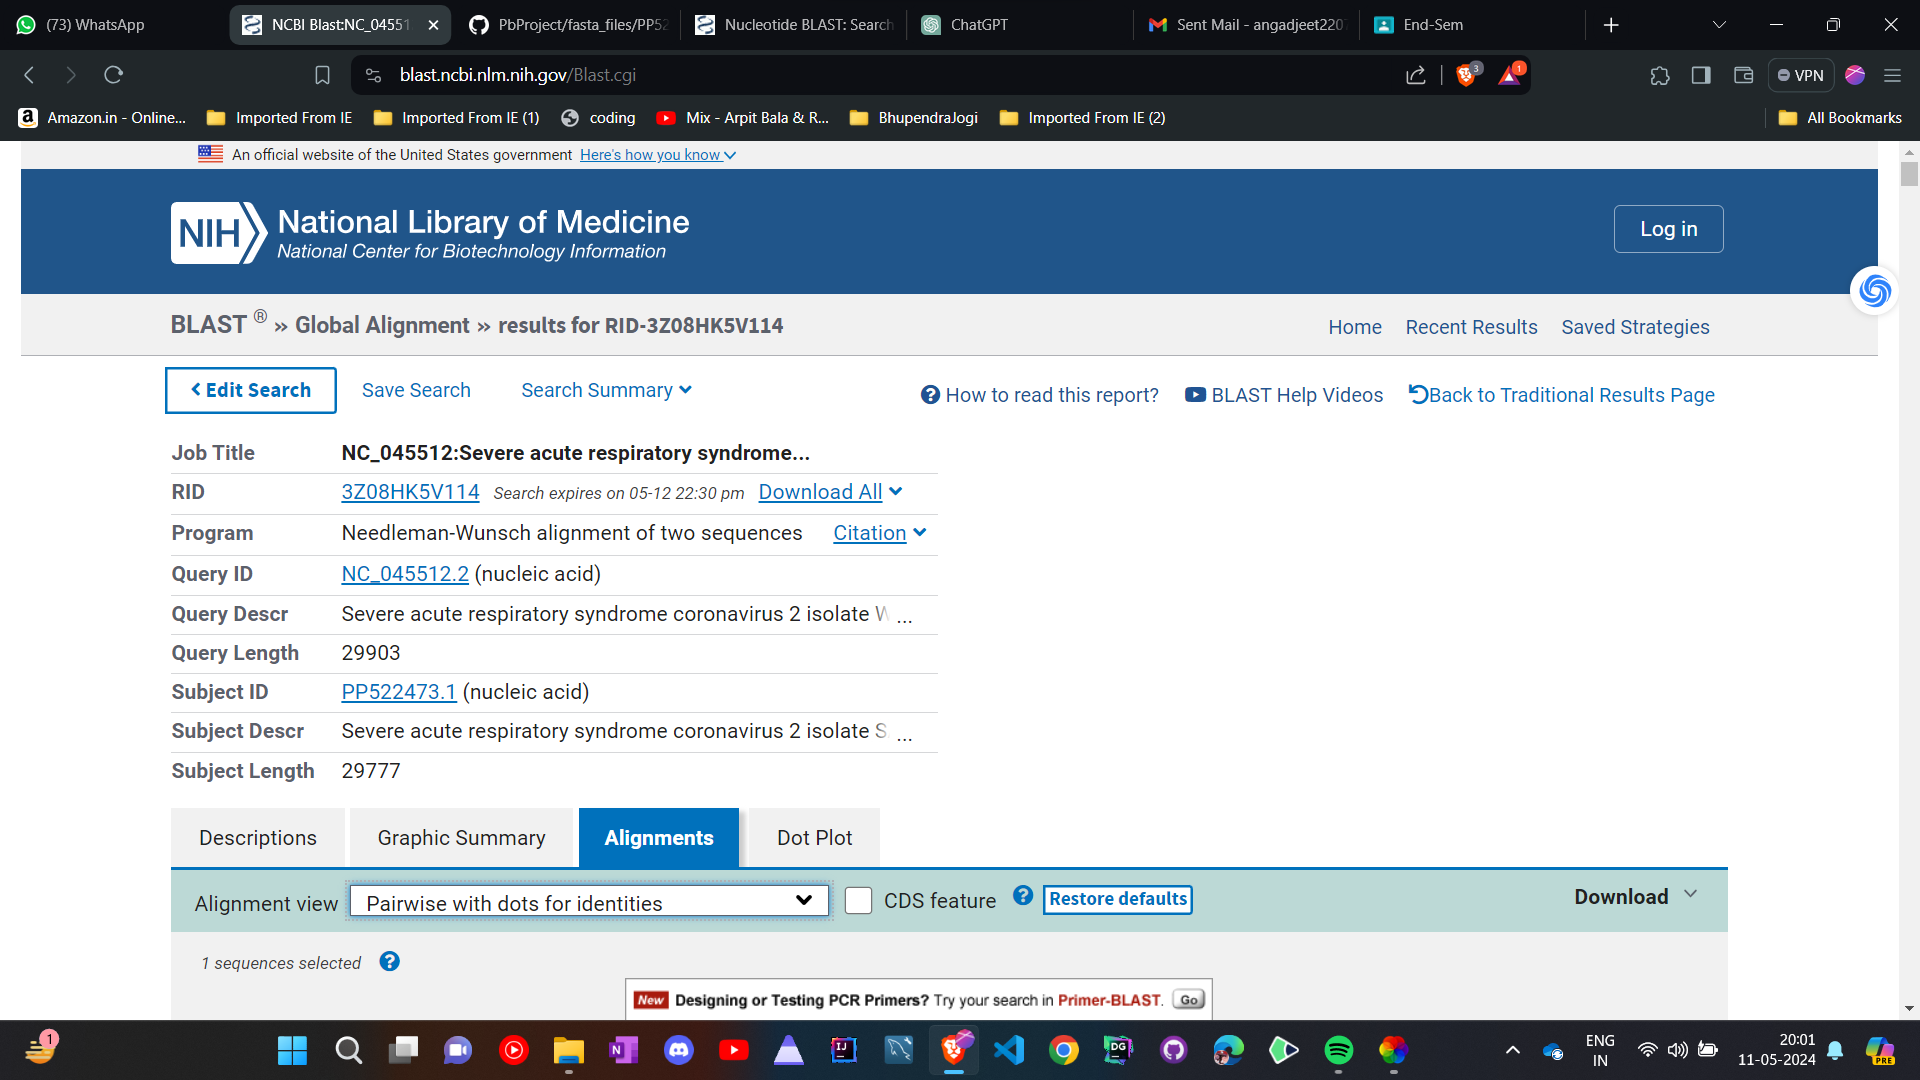 (73) WhatsApp
NCBI Blast:NC_04551
PbProject/fasta_files/PP52
Nucleotide BLAST: Search
ChatGPT
Sent Mail - angadjeet220
End-Sem
blast.ncbi.nlm.nih.gov/Blast.cgi
3
1
VPN
Amazon.in - Online...
Imported From IE
Imported From IE (1)
coding
Mix - Arpit Bala & R...
BhupendraJogi
Imported From IE (2)
All Bookmarks
An official website of the United States government Here's how you know
NIH National Library of Medicine
National Center for Biotechnology Information
Log in
BLAST ® » Global Alignment » results for RID-3Z08HK5V114
Home Recent Results Saved Strategies
Edit Search Save Search Search Summary
How to read this report? BLAST Help Videos Back to Traditional Results Page
Job Title NC_045512:Severe acute respiratory syndrome...
RID 3Z08HK5V114 Search expires on 05-12 22:30 pm Download All
Program Needleman-Wunsch alignment of two sequences Citation
Query ID NC_045512.2 (nucleic acid)
Query Descr Severe acute respiratory syndrome coronavirus 2 isolate W ...
Query Length 29903
Subject ID PP522473.1 (nucleic acid)
Subject Descr Severe acute respiratory syndrome coronavirus 2 isolate S ...
Subject Length 29777
Descriptions Graphic Summary Alignments Dot Plot
Alignment view Pairwise with dots for identities CDS feature Restore defaults Download
1 sequences selected
New Designing or Testing PCR Primers? Try your search in Primer-BLAST. Go
1
ENG
IN
20:01
11-05-2024
PRE